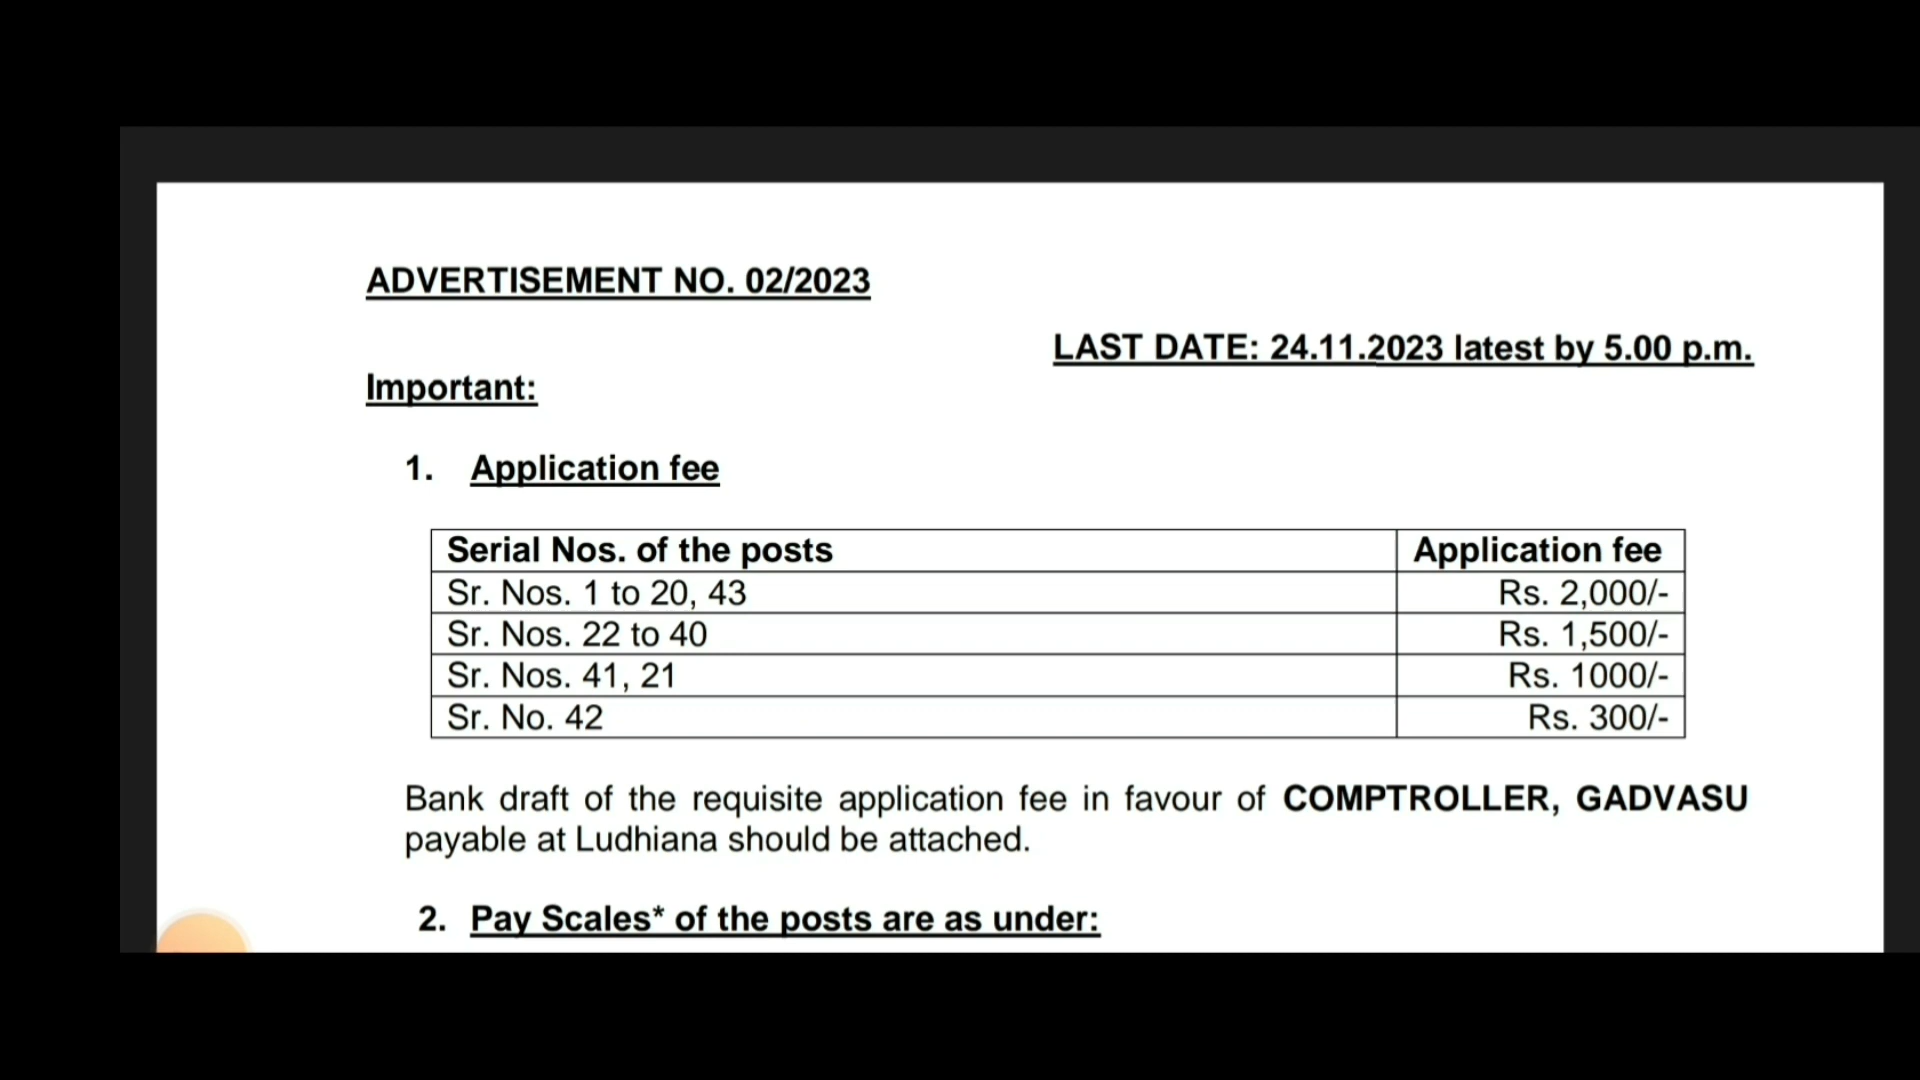 ADVERTISEMENT NO. 02/2023
LAST DATE: 24.11.2023 latest by 5.00 p.m.
Important:
1. Application fee
Serial Nos. of the posts Application fee
Sr. Nos. 1 to 20, 43 Rs. 2,000/-
Sr. Nos. 22 to 40 Rs. 1,500/-
Sr. Nos. 41, 21 Rs. 1000/-
Sr. No. 42 Rs. 300/-
Bank draft of the requisite application fee in favour of COMPTROLLER, GADVASU
payable at Ludhiana should be attached.
2. Pay Scales* of the posts are as under: